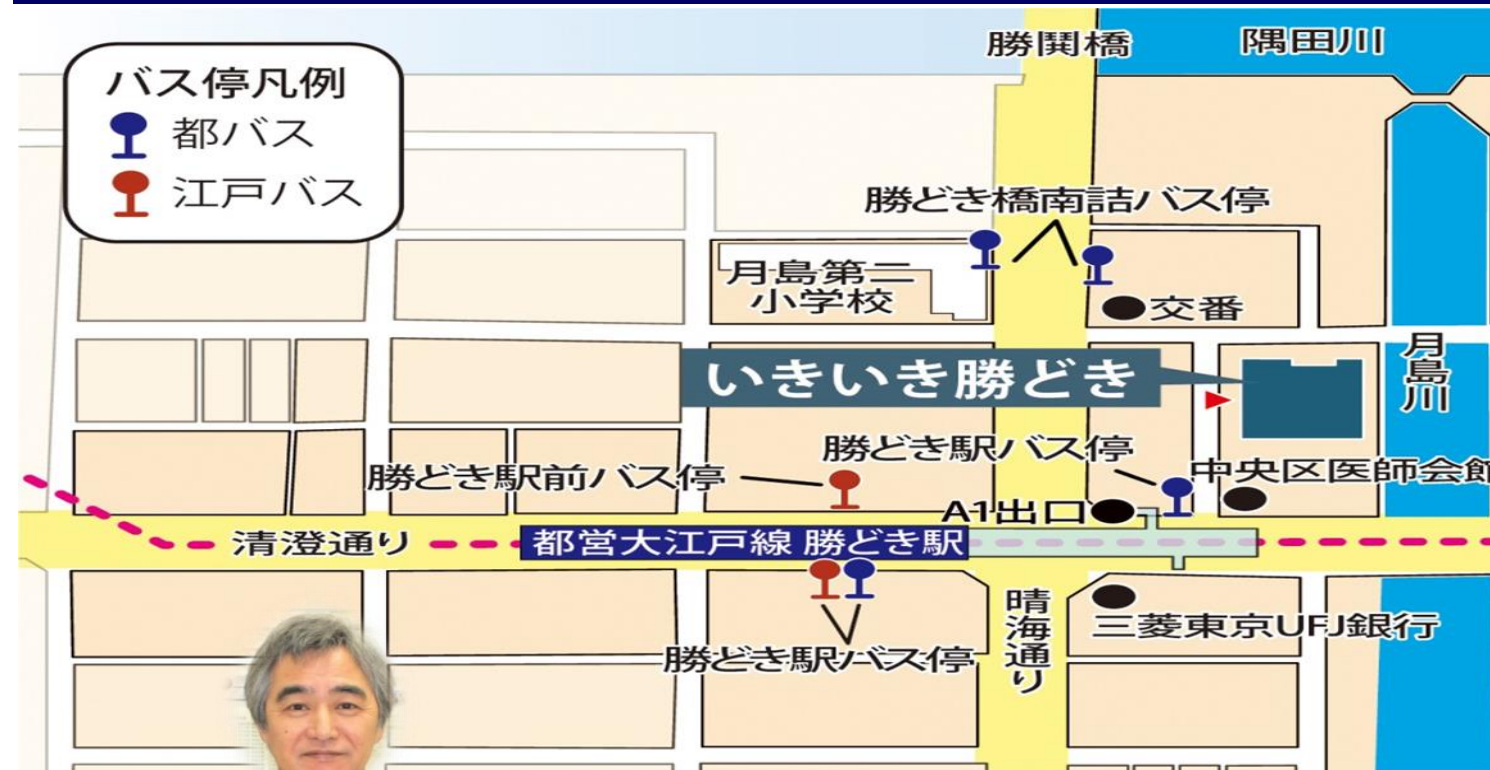 勝鬨橋
隅田川
バス停凡例
都バス
江戸バス
勝どき橋南詰バス停
月島第二
小学校
交番
いきいき勝どき
月島川
勝どき駅バス停
勝どき駅前バス停
中央区医師会館
A1出口
清澄通り
都営大江戸線 勝どき駅
晴海通り
三菱東京UFJ銀行
勝どき駅バス停